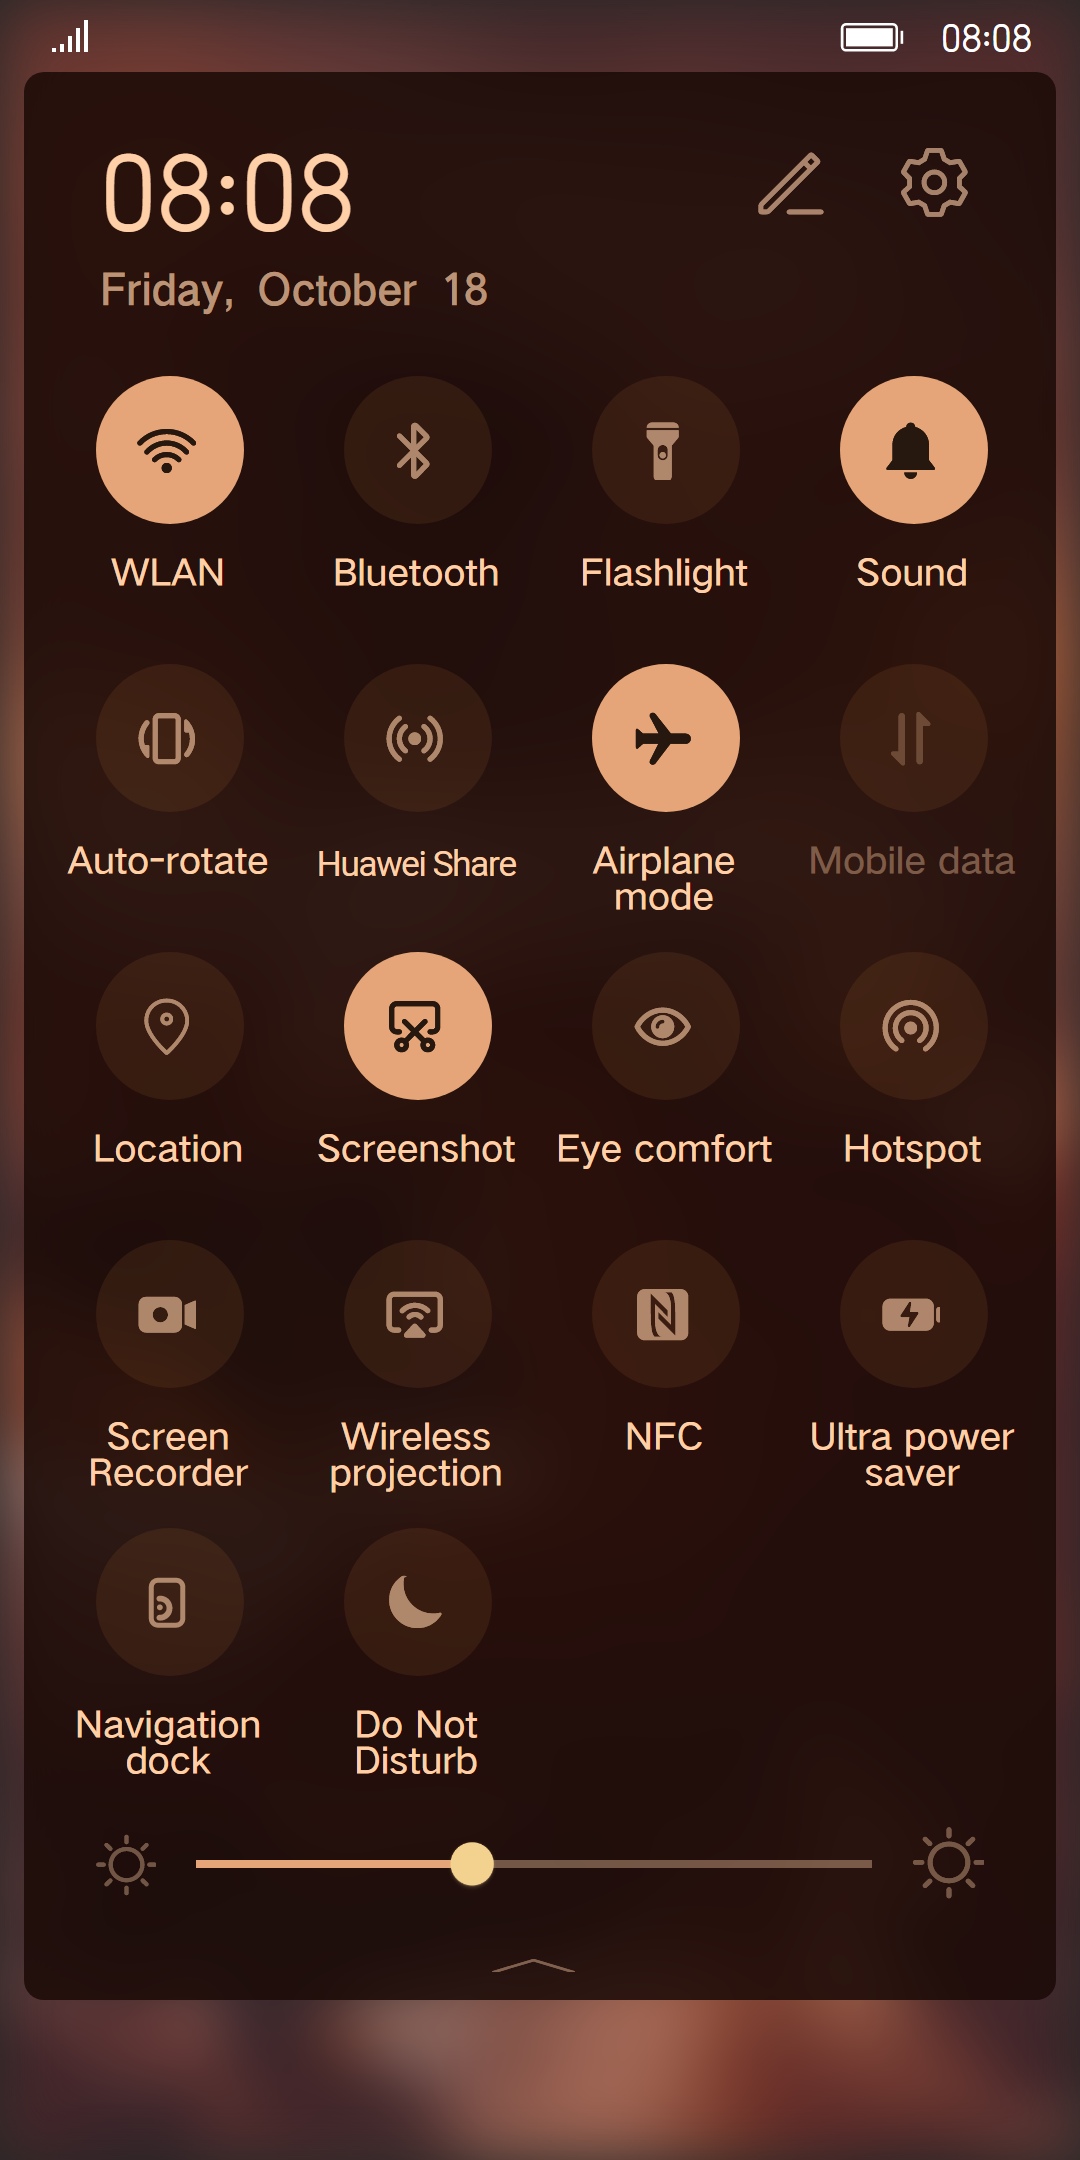 08:08
08:08
Friday, October 18
WLAN Bluetooth Flashlight Sound
Auto-rotate Huawei Share Airplane mode Mobile data
Location Screenshot Eye comfort Hotspot
Screen Recorder Wireless projection NFC Ultra power saver
Navigation dock Do Not Disturb